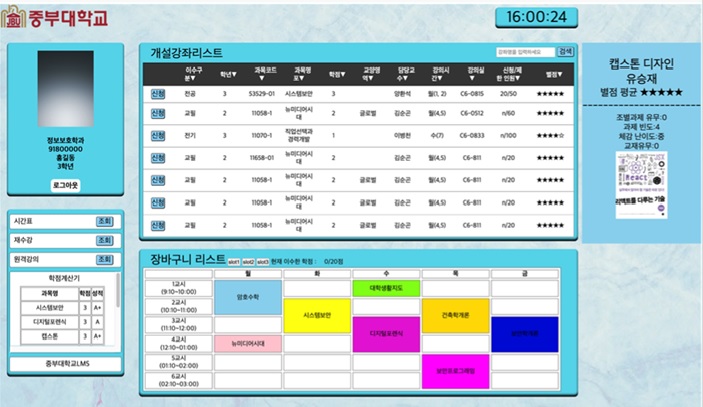 중부대학교
16:00:24
정보보호학과
91800000
홍길동
3학년
로그아웃
시간표 조회
재수강 조회
원격강의 조회
학점계산기
과목명 학점 성적
시스템보안 3 A+
디지털포렌식 3 A
캡스톤 3 A+
중부대학교LMS
개설강좌리스트
강좌명을 입력하세요 검색
이수구분▼ 학년▼ 과목코드▼ 과목명▼ 학점▼ 교양영역▼ 담당교수▼ 강의시간▼ 강의실▼ 신청/제한 인원▼ 별점▼
신청 전공 3 53529-01 시스템보안 3 양환석 월(1, 2) C6-0815 20/50 ★★★★★
신청 교필 2 11058-1 뉴미디어시대 2 글로벌 김순곤 월(4,5) C6-0512 n/60 ★★★★★
신청 전기 3 11070-1 직업선택과 경력개발 1 이병천 수(7) C6-0833 n/100 ★★★★☆
신청 교필 2 11658-01 뉴미디어시대 2 글로벌 김순곤 월(4,5) C6-811 n/20 ★★★★★
신청 교필 2 11058-1 뉴미디어시대 2 글로벌 김순곤 월(4,5) C6-811 n/20 ★★★★★
신청 교필 2 11058-1 뉴미디어시대 2 글로벌 김순곤 월(4,5) C6-811 n/20 ★★★★★
신청 교필 2 11058-1 뉴미디어시대 2 글로벌 김순곤 월(4,5) C6-811 n/20 ★★★★★
장바구니 리스트 slot1 slot2 slot3 현재 이수한 학점 : 0/20점
월 화 수 목 금
1교시
(9:10~10:00)
2교시
(10:10~11:00)
3교시
(11:10~12:00)
4교시
(12:10~01:00)
5교시
(01:10~02:00)
6교시
(02:10~03:00)
암호수학
뉴미디어시대
시스템보안
대학생활지도
디지털포렌식
건축학개론
보안프로그래밍
캡스톤 디자인
유승재
별점 평균 ★★★★★
조별과제 유무:0
과제 빈도:4
체감 난이도:중
교재유무:0
React
리액트를 다루는 기술